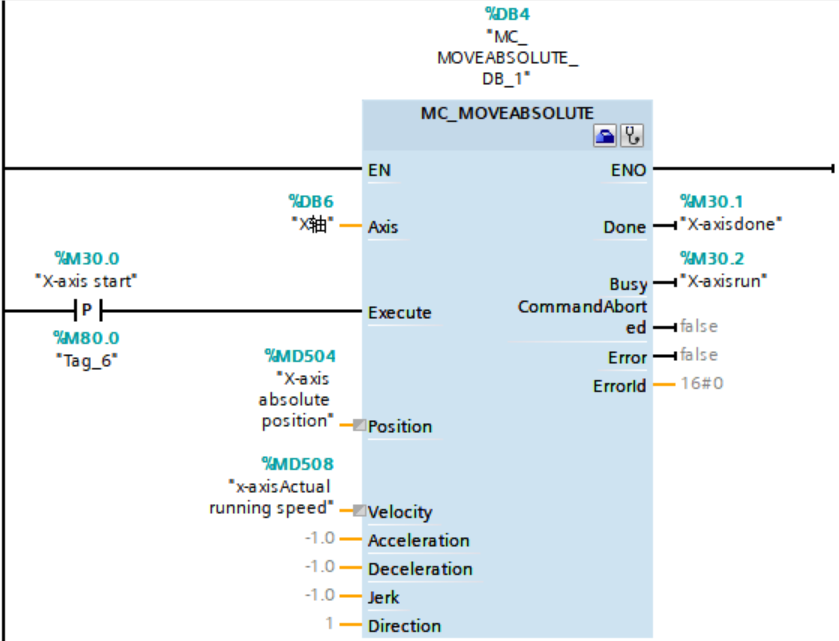 %DB4
"MC_
MOVEABSOLUTE_
DB_1"
MC_MOVEABSOLUTE
EN
ENO
%DB6
"X轴"
Axis
%M30.1
Done
"X-axisdone"
%M30.0
"X-axis start"
P
%M80.0
"Tag_6"
Execute
%M30.2
Busy
"X-axisrun"
CommandAbort
ed
false
Error
false
ErrorId
16#0
%MD504
"X-axis
absolute
position"
Position
%MD508
"x-axisActual
running speed"
Velocity
-1.0
Acceleration
-1.0
Deceleration
-1.0
Jerk
1
Direction